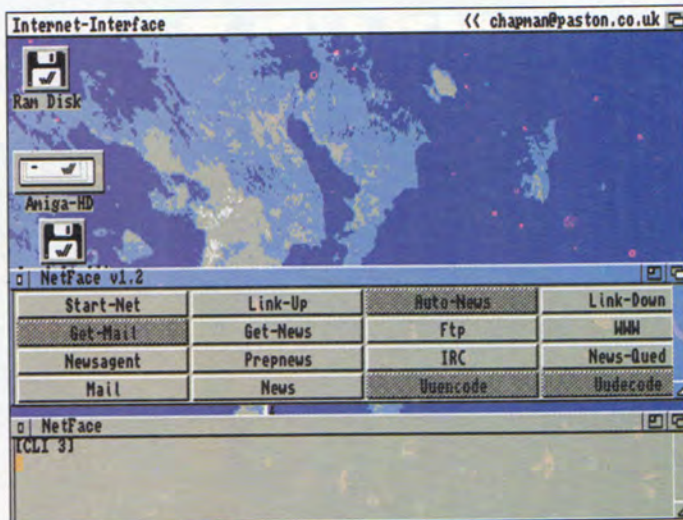 Internet-Interface << chapman@paston.co.uk
Ram Disk
Amiga-HD
NetFace v1.2
Start-Net Link-Up Auto-News Link-Down
Get-Mail Get-News Ftp WWW
Newsagent Prepnews IRC News-Qued
Mail News Uuencode Uudecode
NetFace
[CLI 3]